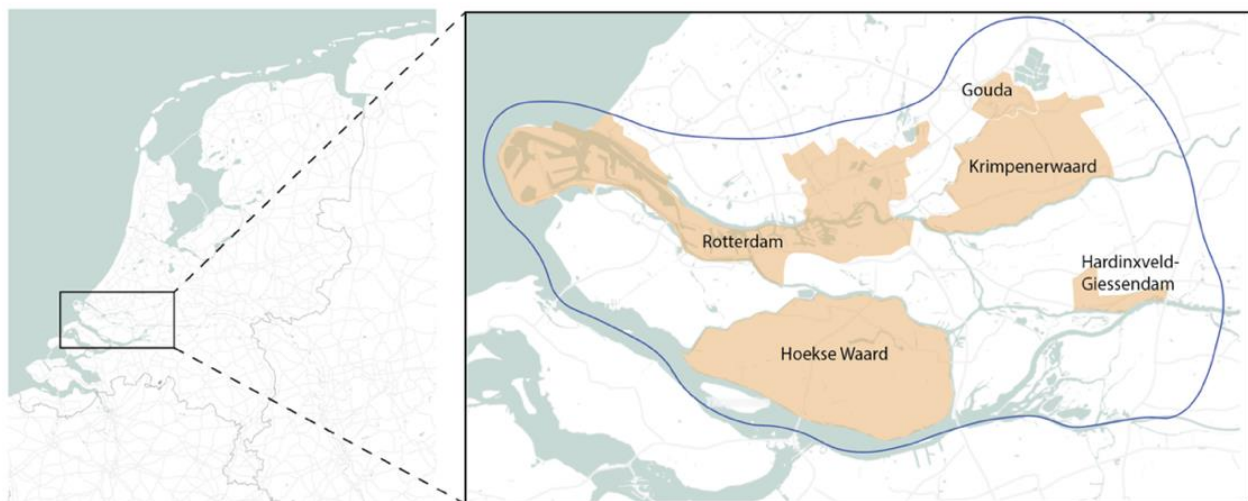 Gouda
Krimpenerwaard
Rotterdam
Hardinxveld-
Giessendam
Hoekse Waard